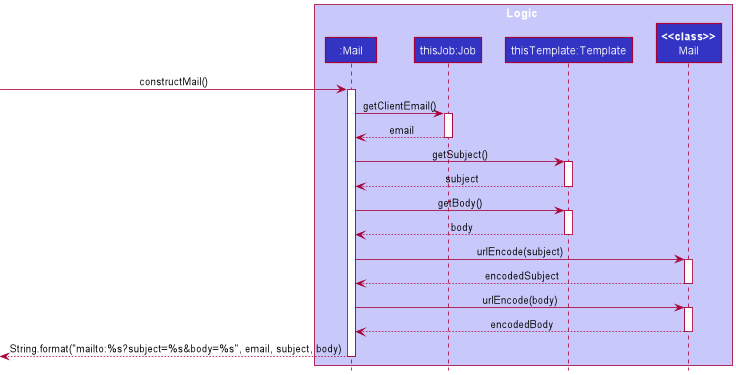 Logic
:Mail
thisJob:Job
thisTemplate:Template
<<class>>
Mail
constructMail()
getClientEmail()
email
getSubject()
subject
getBody()
body
urlEncode(subject)
encodedSubject
urlEncode(body)
encodedBody
String.format("mailto:%s?subject=%s&body=%s", email, subject, body)